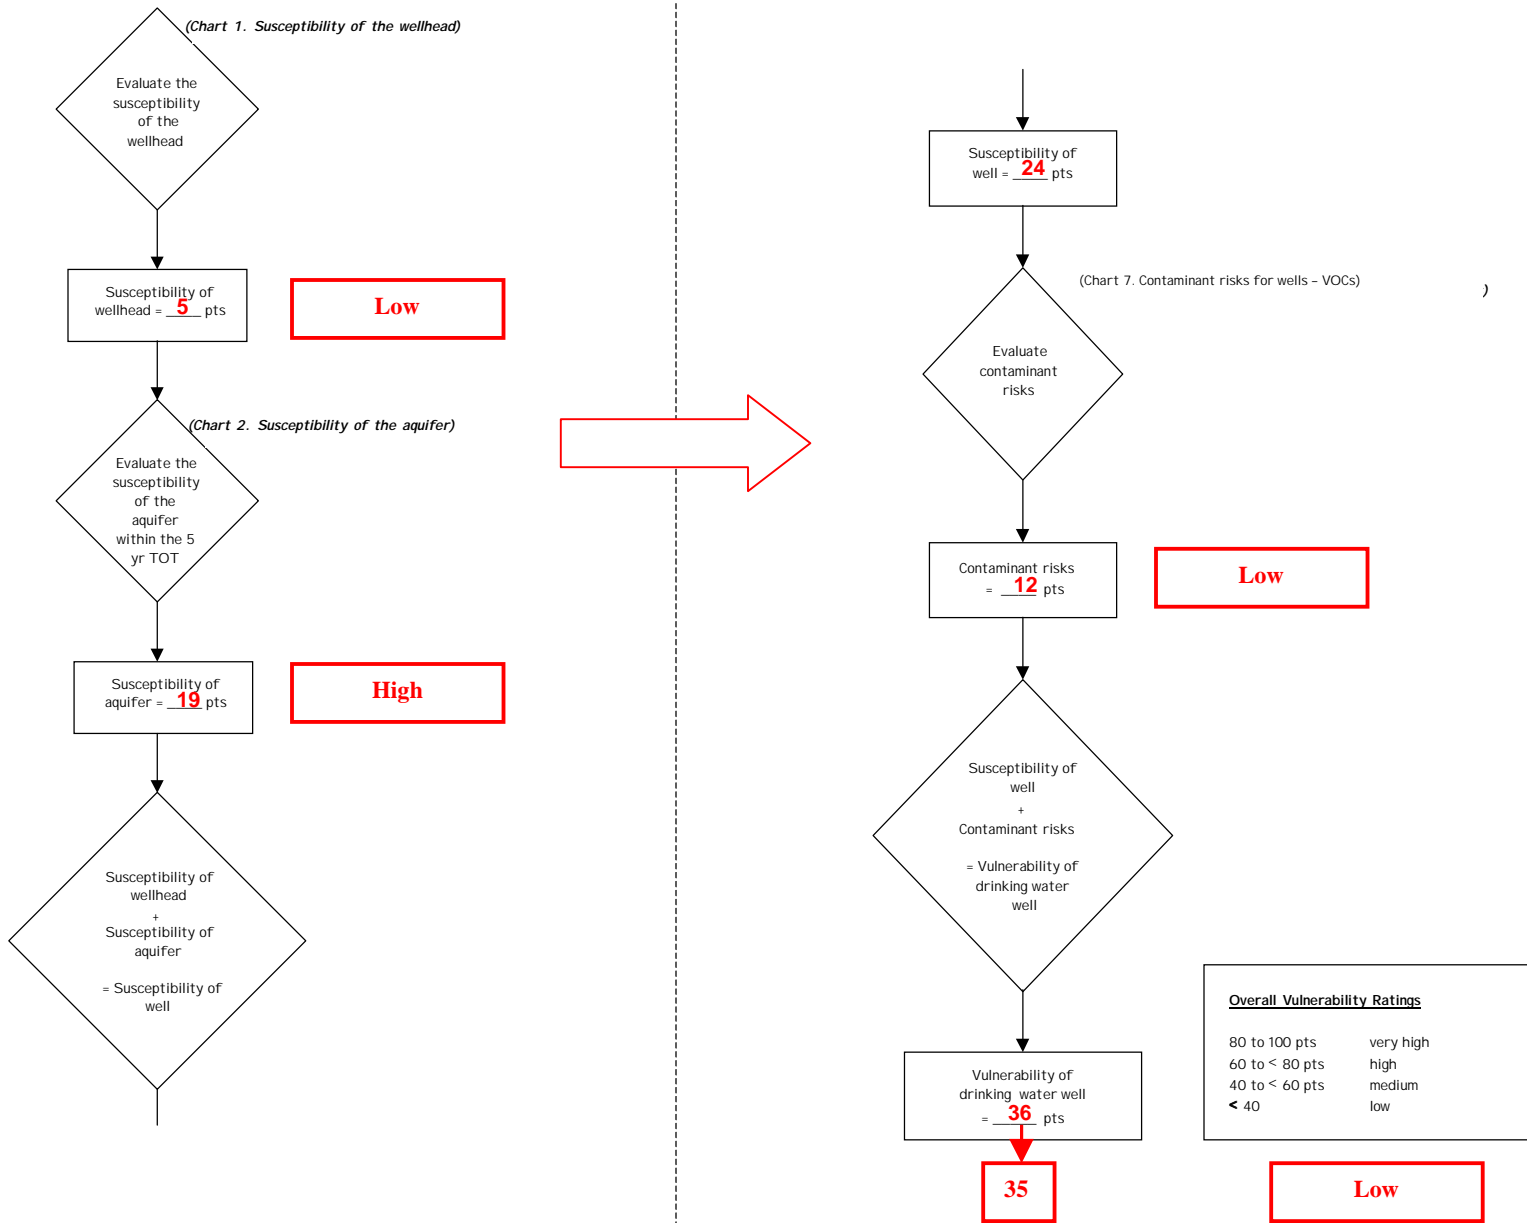 (Chart 1. Susceptibility of the wellhead)
Evaluate the
susceptibility
of the
wellhead
Susceptibility of
wellhead = 5 pts
Low
(Chart 2. Susceptibility of the aquifer)
Evaluate the
susceptibility
of the
aquifer
within the 5
yr TOT
Susceptibility of
aquifer = 19 pts
High
Susceptibility of
wellhead
+
Susceptibility of
aquifer
= Susceptibility of
well
Susceptibility of
well = 24 pts
(Chart 7. Contaminant risks for wells – VOCs)
)
Evaluate
contaminant
risks
Contaminant risks
= 12 pts
Low
Susceptibility of
well
+
Contaminant risks
= Vulnerability of
drinking water
well
Vulnerability of
drinking water well
= 36 pts
35
Overall Vulnerability Ratings
80 to 100 pts very high
60 to < 80 pts high
40 to < 60 pts medium
< 40 low
Low